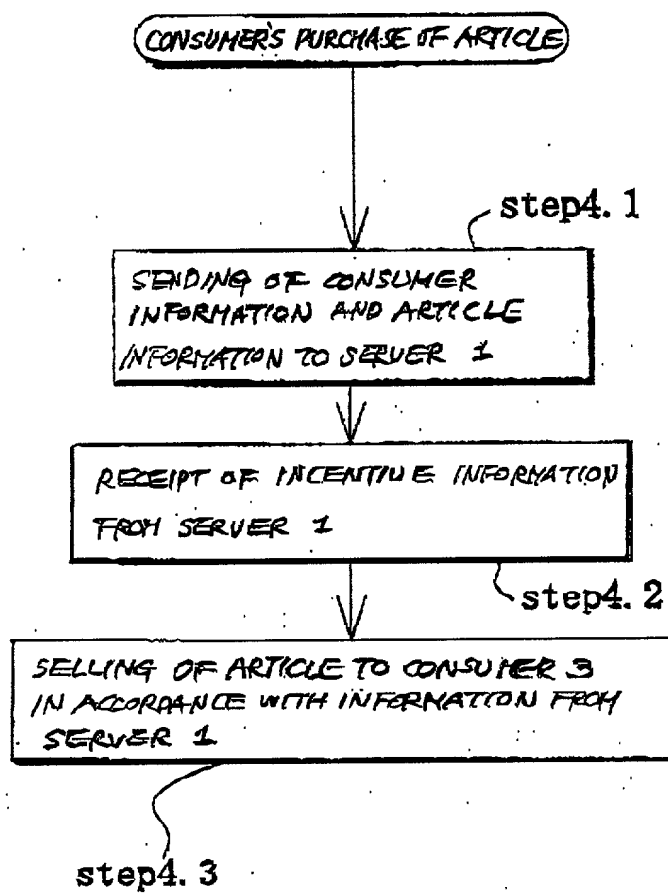 CONSUMER'S PURCHASE OF ARTICLE
step4.1
SENDING OF CONSUMER
INFORMATION AND ARTICLE
INFORMATION TO SERVER 1
RECEIPT OF INCENTIVE INFORMATION
FROM SERVER 1
step4.2
SELLING OF ARTICLE TO CONSUMER 3
IN ACCORDANCE WITH INFORMATION FROM
SERVER 1
step4.3